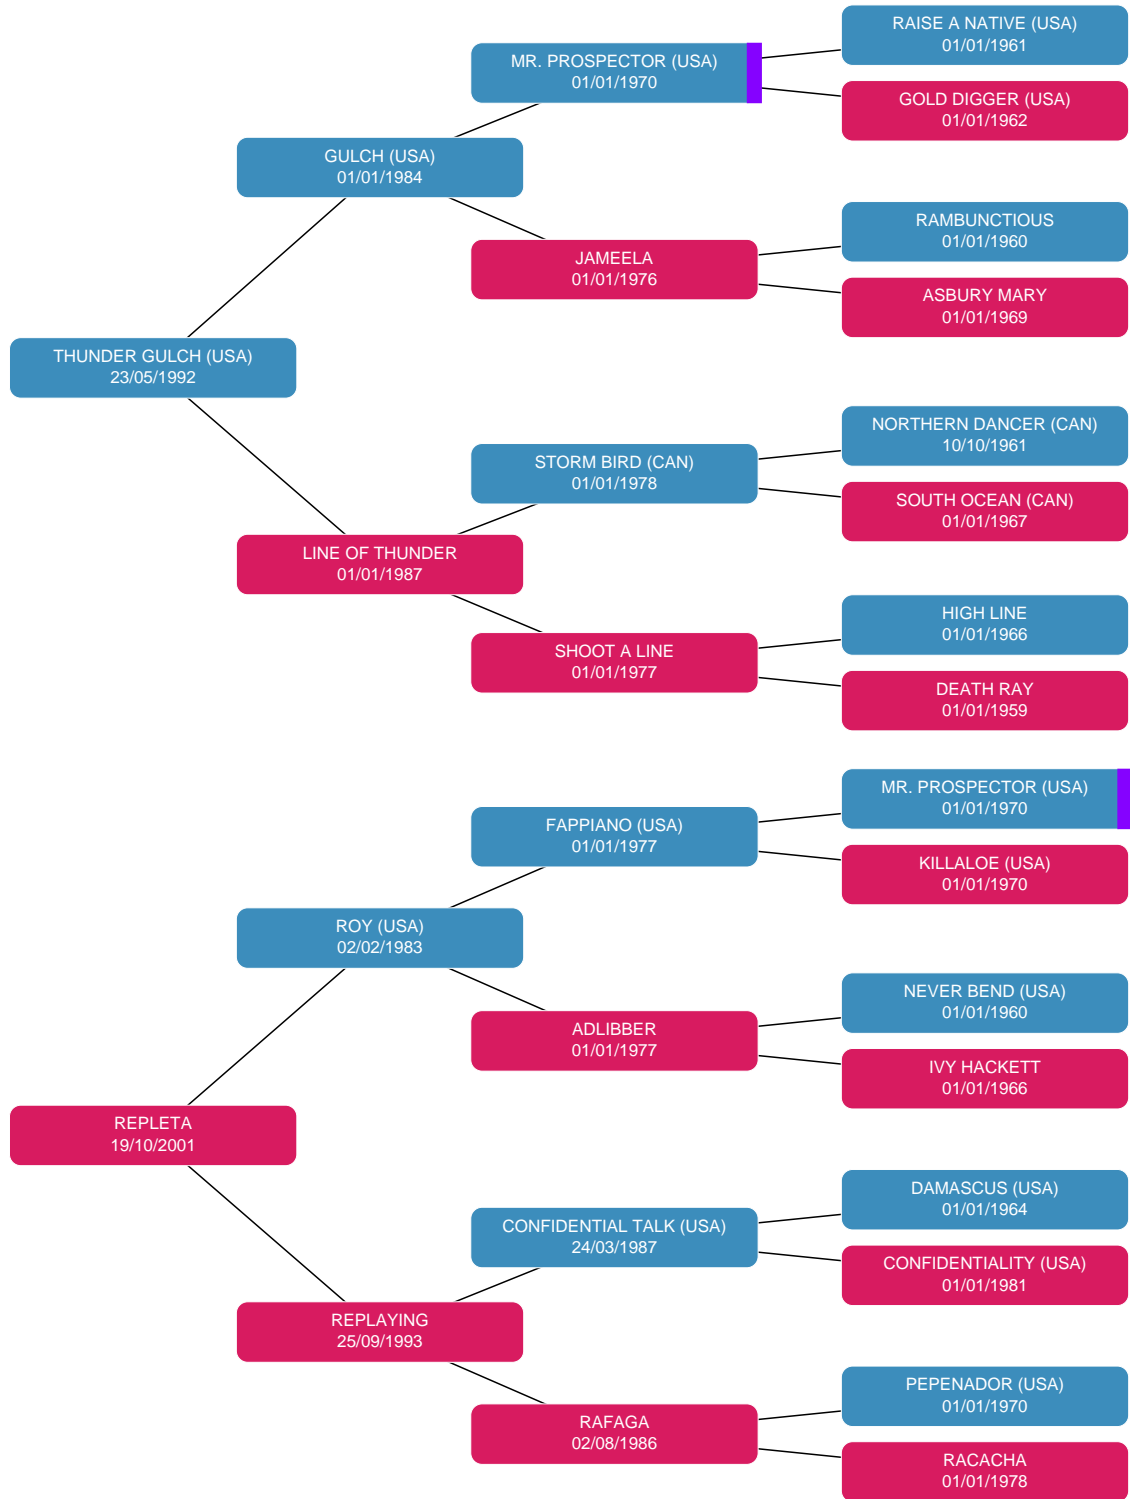 RAISE A NATIVE (USA)
01/01/1961
MR. PROSPECTOR (USA)
01/01/1970
GOLD DIGGER (USA)
01/01/1962
GULCH (USA)
01/01/1984
RAMBUNCTIOUS
01/01/1960
JAMEELA
01/01/1976
ASBURY MARY
01/01/1969
THUNDER GULCH (USA)
23/05/1992
NORTHERN DANCER (CAN)
10/10/1961
STORM BIRD (CAN)
01/01/1978
SOUTH OCEAN (CAN)
01/01/1967
LINE OF THUNDER
01/01/1987
HIGH LINE
01/01/1966
SHOOT A LINE
01/01/1977
DEATH RAY
01/01/1959
MR. PROSPECTOR (USA)
01/01/1970
FAPPIANO (USA)
01/01/1977
KILLALOE (USA)
01/01/1970
ROY (USA)
02/02/1983
NEVER BEND (USA)
01/01/1960
ADLIBBER
01/01/1977
IVY HACKETT
01/01/1966
REPLETA
19/10/2001
DAMASCUS (USA)
01/01/1964
CONFIDENTIAL TALK (USA)
24/03/1987
CONFIDENTIALITY (USA)
01/01/1981
REPLAYING
25/09/1993
PEPENADOR (USA)
01/01/1970
RAFAGA
02/08/1986
RACACHA
01/01/1978